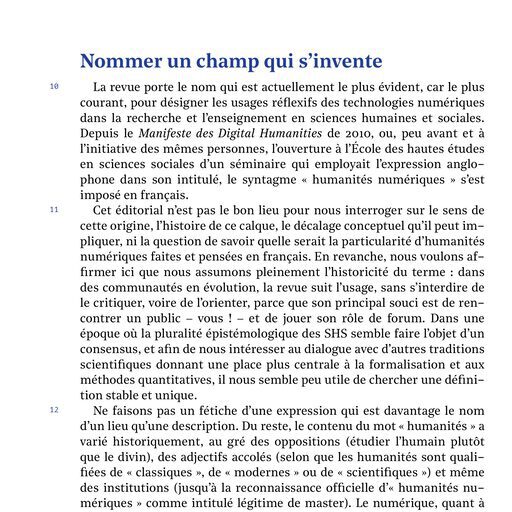 Nommer un champ qui s’invente
10 La revue porte le nom qui est actuellement le plus évident, car le plus
courant, pour désigner les usages réflexifs des technologies numériques
dans la recherche et l’enseignement en sciences humaines et sociales.
Depuis le Manifeste des Digital Humanities de 2010, ou, peu avant et à
l’initiative des mêmes personnes, l’ouverture à l’École des hautes études
en sciences sociales d’un séminaire qui employait l’expression anglo-
phone dans son intitulé, le syntagme « humanités numériques » s’est
imposé en français.
11 Cet éditorial n’est pas le bon lieu pour nous interroger sur le sens de
cette origine, l’histoire de ce calque, le décalage conceptuel qu’il peut im-
pliquer, ni la question de savoir quelle serait la particularité d’humanités
numériques faites et pensées en français. En revanche, nous voulons af-
firmer ici que nous assumons pleinement l’historicité du terme : dans
des communautés en évolution, la revue suit l’usage, sans s’interdire de
le critiquer, voire de l’orienter, parce que son principal souci est de ren-
contrer un public – vous ! – et de jouer son rôle de forum. Dans une
époque où la pluralité épistémologique des SHS semble faire l’objet d’un
consensus, et afin de nous intéresser au dialogue avec d’autres traditions
scientifiques donnant une place plus centrale à la formalisation et aux
méthodes quantitatives, il nous semble peu utile de chercher une défini-
tion stable et unique.
12 Ne faisons pas un fétiche d’une expression qui est davantage le nom
d’un lieu qu’une description. Du reste, le contenu du mot « humanités » a
varié historiquement, au gré des oppositions (étudier l’humain plutôt
que le divin), des adjectifs accolés (selon que les humanités sont quali-
fiées de « classiques », de « modernes » ou de « scientifiques ») et même
des institutions (jusqu’à la reconnaissance officielle d’« humanités nu-
mériques » comme intitulé légitime de master). Le numérique, quant à